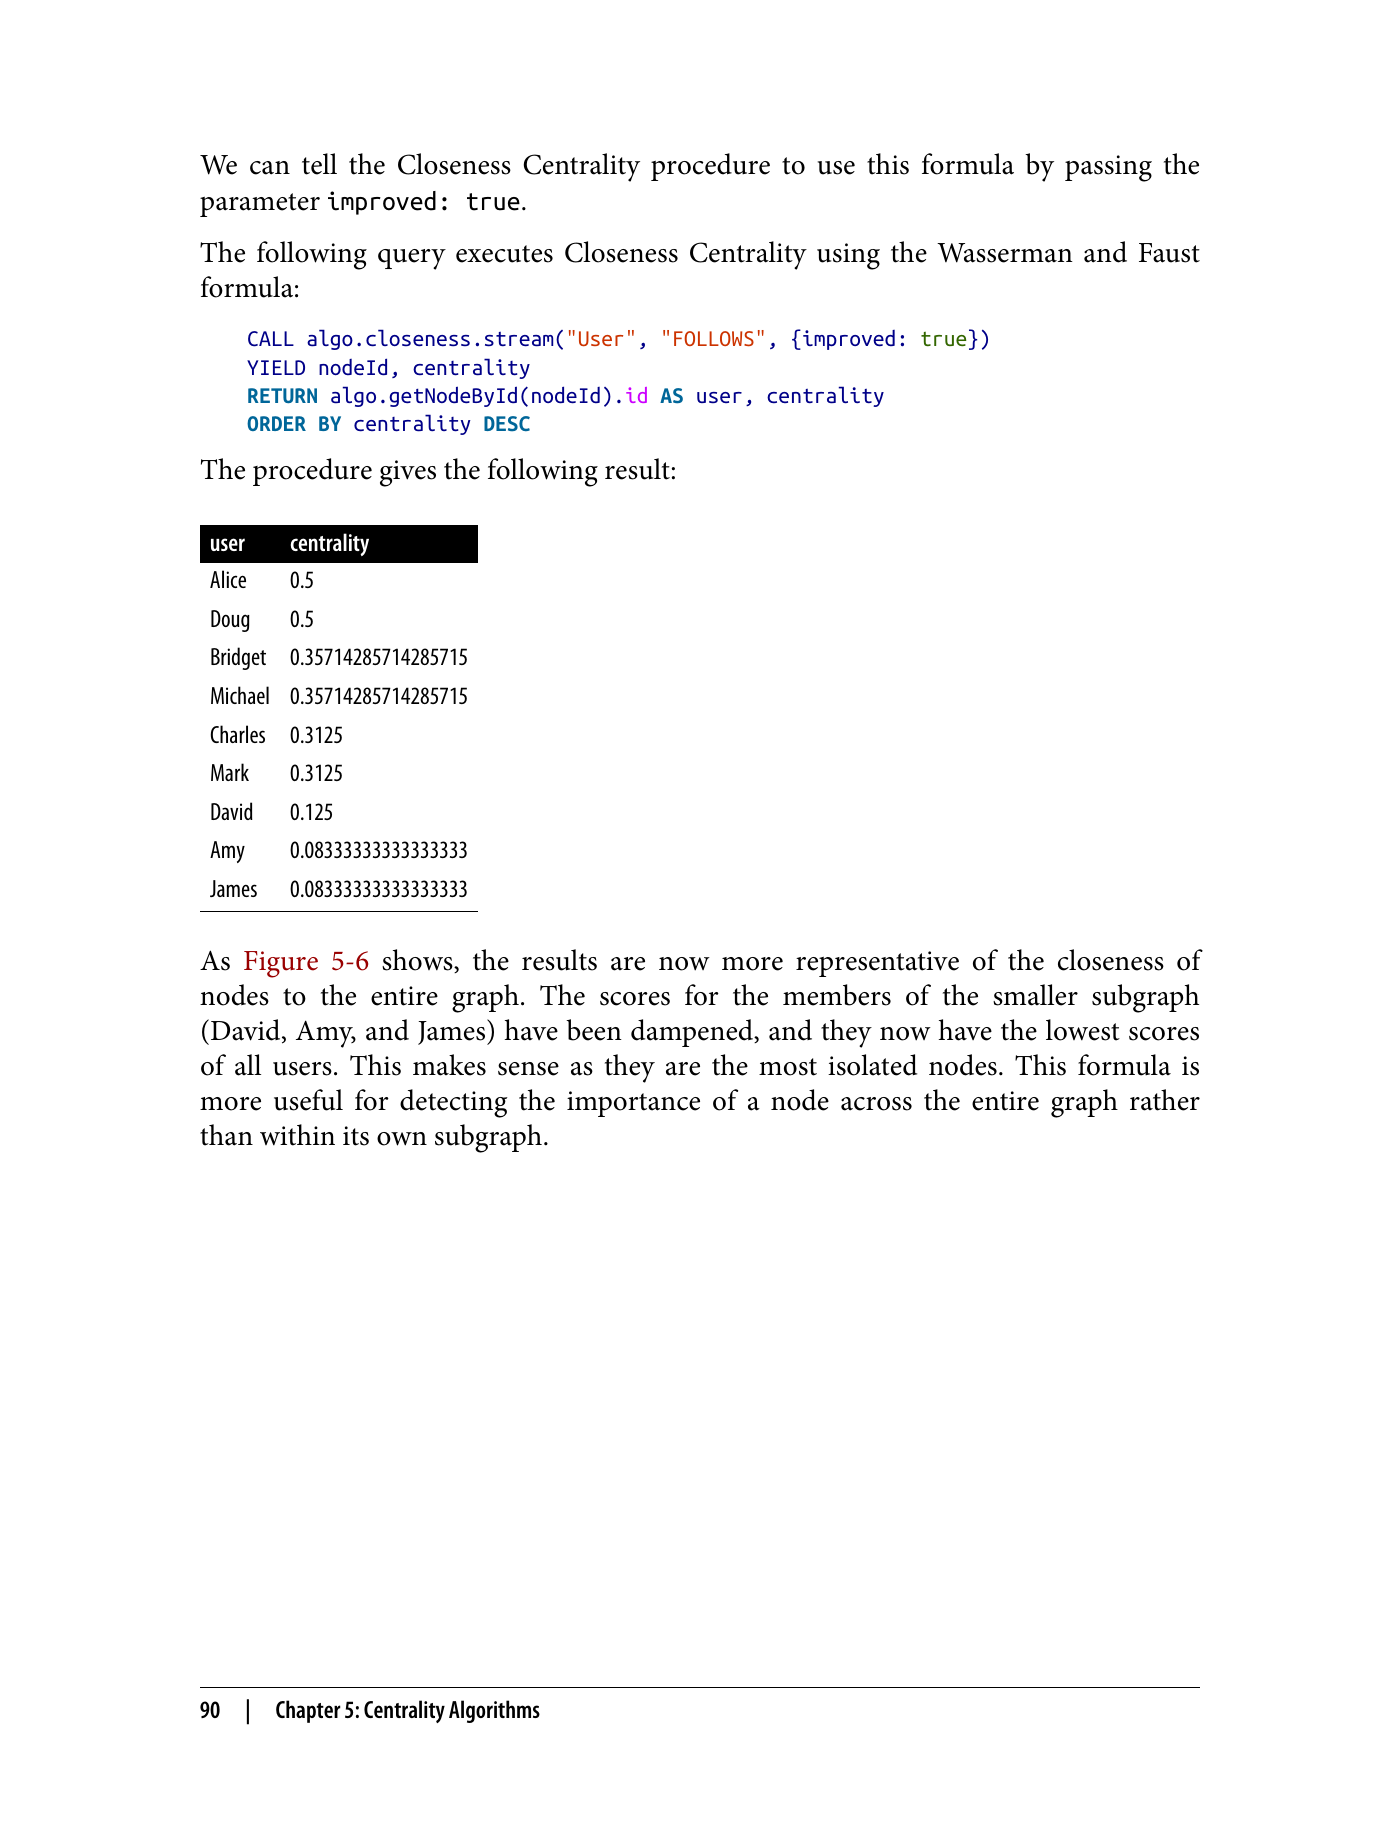 We can tell the Closeness Centrality procedure to use this formula by passing the
parameter improved: true.
The following query executes Closeness Centrality using the Wasserman and Faust
formula:
CALL algo.closeness.stream("User", "FOLLOWS", {improved: true})
YIELD nodeId, centrality
RETURN algo.getNodeById(nodeId).id AS user, centrality
ORDER BY centrality DESC
The procedure gives the following result:
user centrality
Alice 0.5
Doug 0.5
Bridget 0.35714285714285715
Michael 0.35714285714285715
Charles 0.3125
Mark 0.3125
David 0.125
Amy 0.08333333333333333
James 0.08333333333333333
As Figure 5-6 shows, the results are now more representative of the closeness of
nodes to the entire graph. The scores for the members of the smaller subgraph
(David, Amy, and James) have been dampened, and they now have the lowest scores
of all users. This makes sense as they are the most isolated nodes. This formula is
more useful for detecting the importance of a node across the entire graph rather
than within its own subgraph.
90 | Chapter 5: Centrality Algorithms